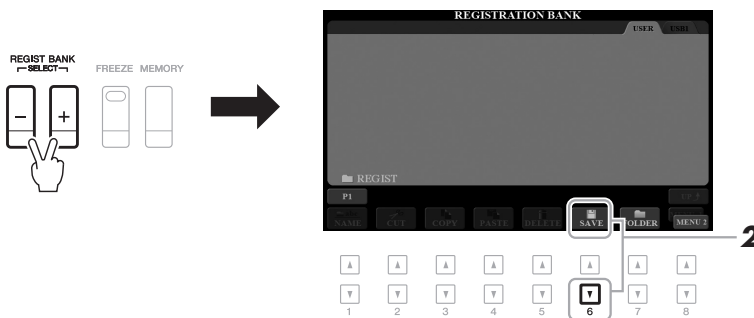 REGIST BANK
SELECT
FREEZE MEMORY
- +
REGISTRATION BANK
USER USB1
REGIST
P1 UP
NAME CUT COPY PASTE DELETE SAVE FOLDER MENU 2
2
1 2 3 4 5 6 7 8